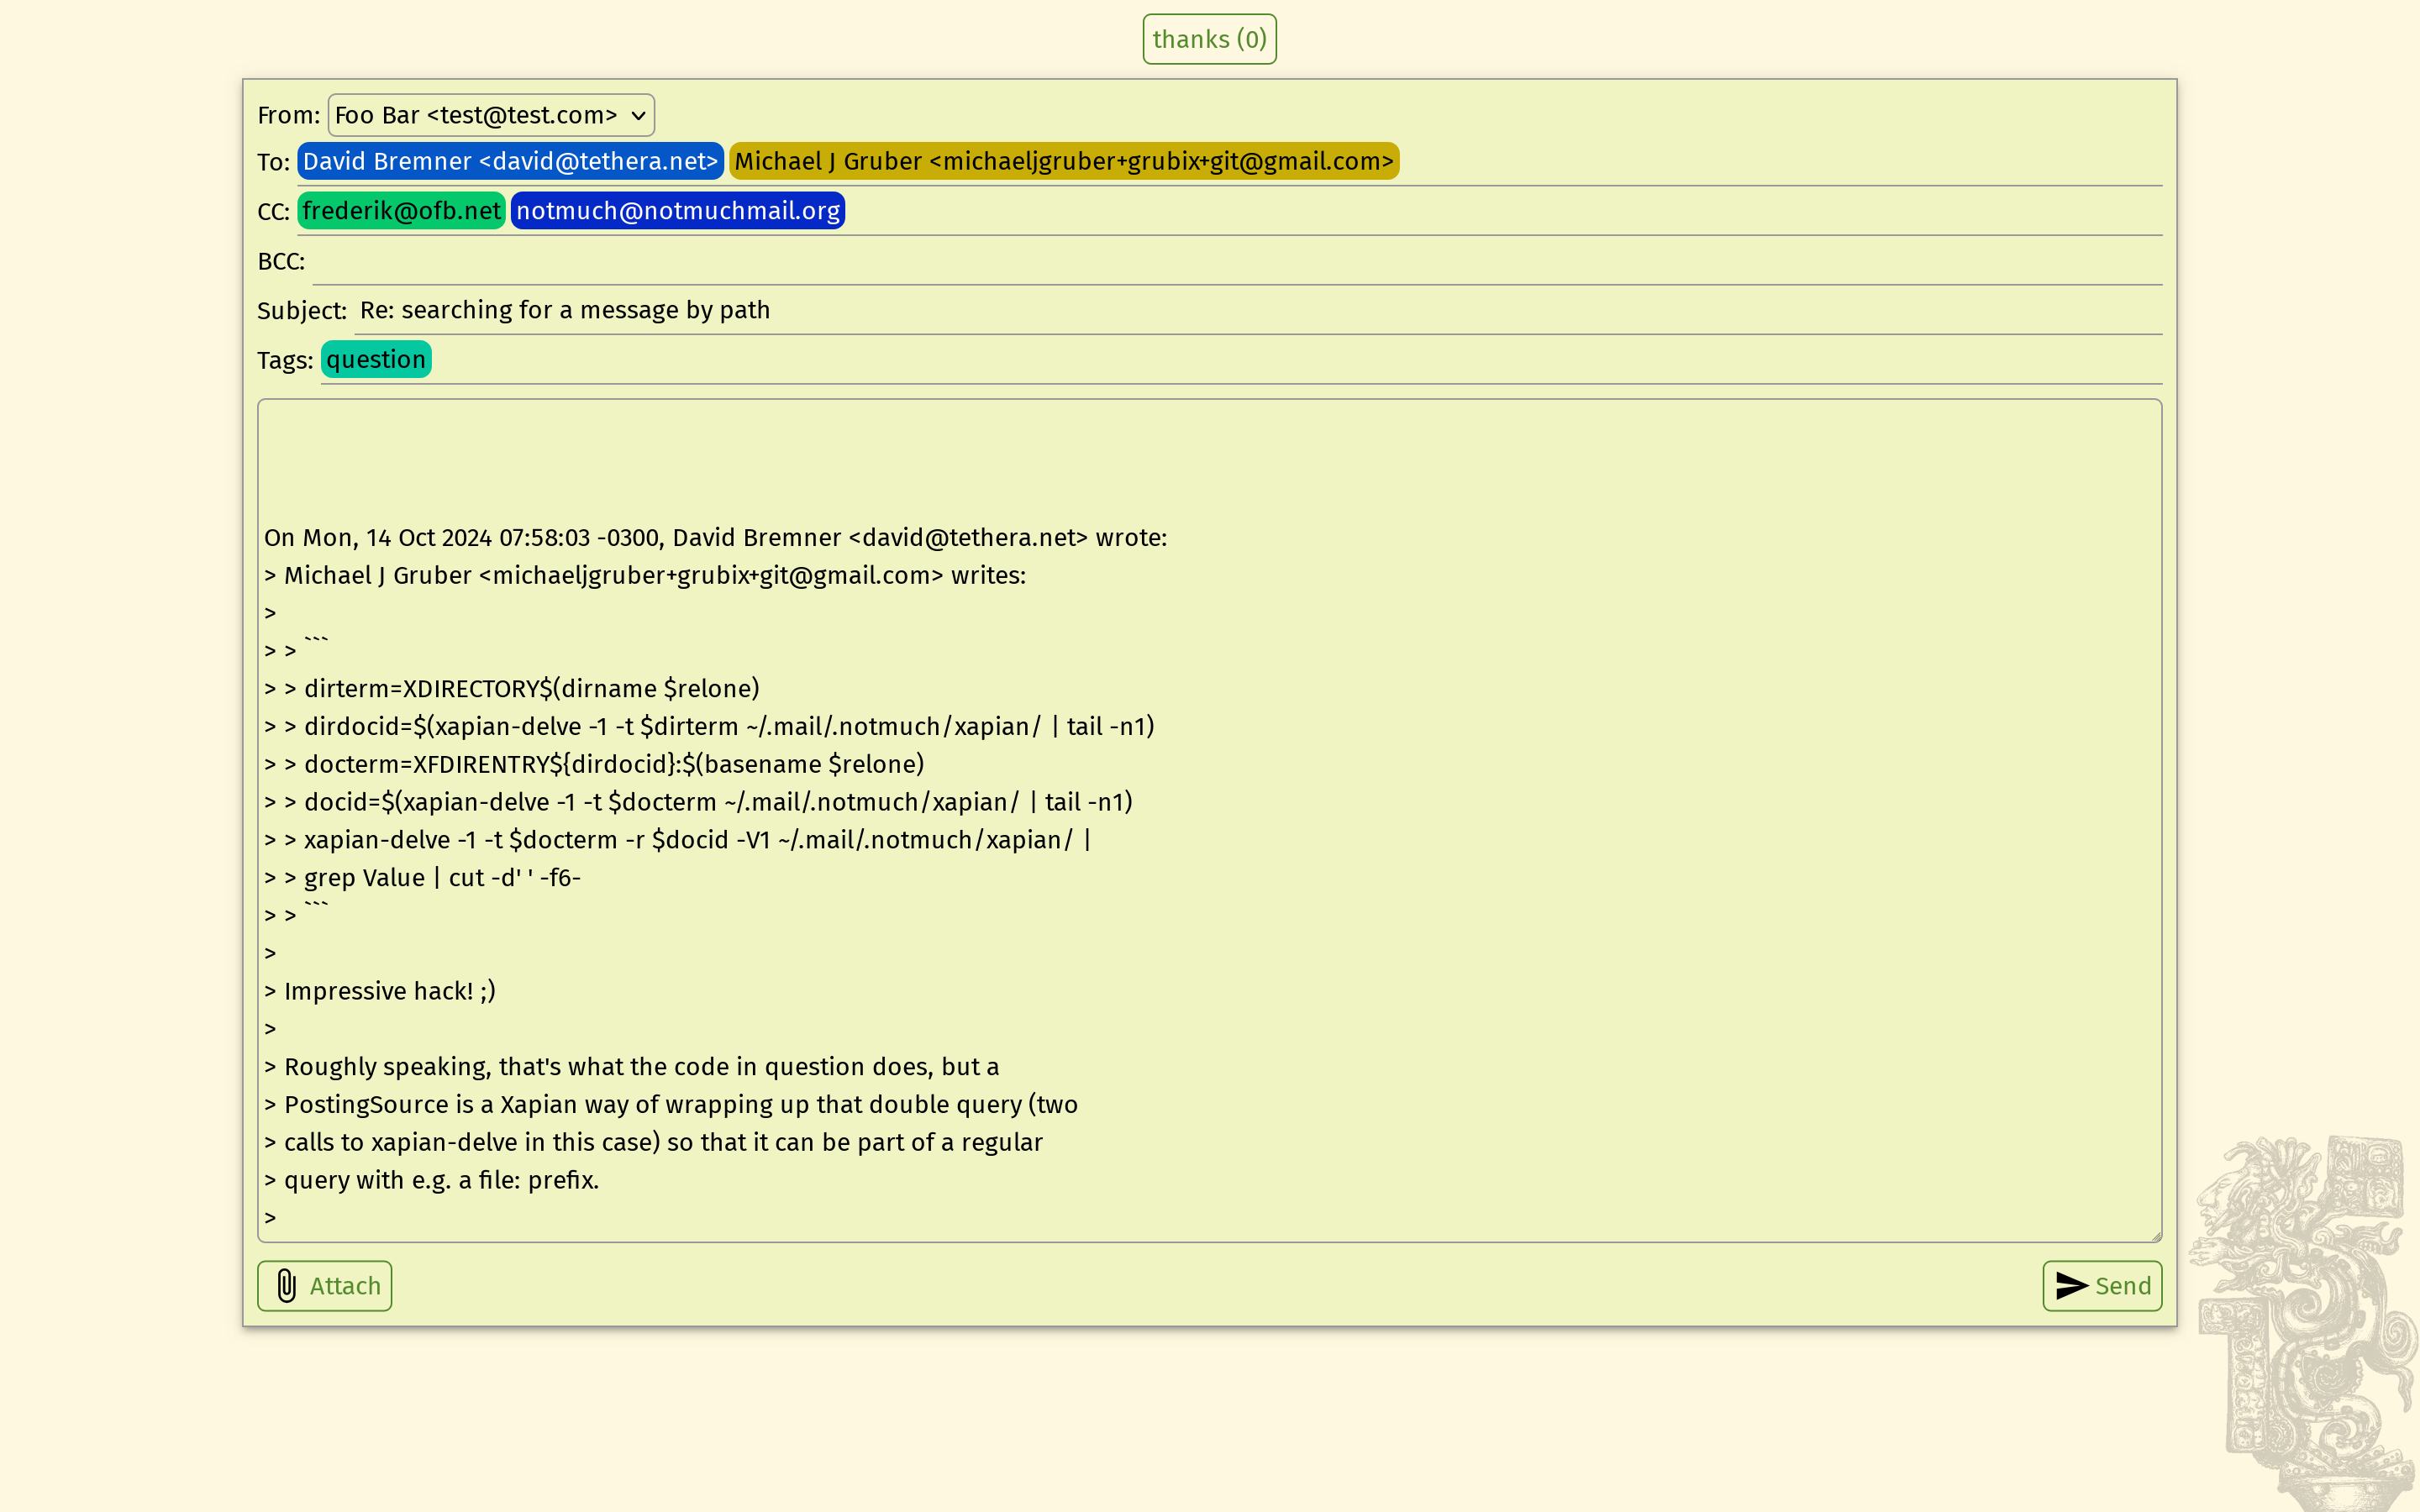 thanks (0)
From: Foo Bar <test@test.com>
To: David Bremner <david@tethera.net> Michael J Gruber <michaeljgruber+grubix+git@gmail.com>
CC: frederik@ofb.net notmuch@notmuchmail.org
BCC:
Subject: Re: searching for a message by path
Tags: question
On Mon, 14 Oct 2024 07:58:03 -0300, David Bremner <david@tethera.net> wrote:
> Michael J Gruber <michaeljgruber+grubix+git@gmail.com> writes:
>
> > ```
> > dirterm=XDIRECTORY$(dirname $relone)
> > dirdocid=$(xapian-delve -1 -t $dirterm ~/.mail/.notmuch/xapian/ | tail -n1)
> > docterm=XFDIRENTRY${dirdocid}:$(basename $relone)
> > docid=$(xapian-delve -1 -t $docterm ~/.mail/.notmuch/xapian/ | tail -n1)
> > xapian-delve -1 -t $docterm -r $docid -V1 ~/.mail/.notmuch/xapian/ |
> > grep Value | cut -d' ' -f6-
> > ```
>
> Impressive hack! ;)
>
> Roughly speaking, that's what the code in question does, but a
> PostingSource is a Xapian way of wrapping up that double query (two
> calls to xapian-delve in this case) so that it can be part of a regular
> query with e.g. a file: prefix.
>
Attach
Send